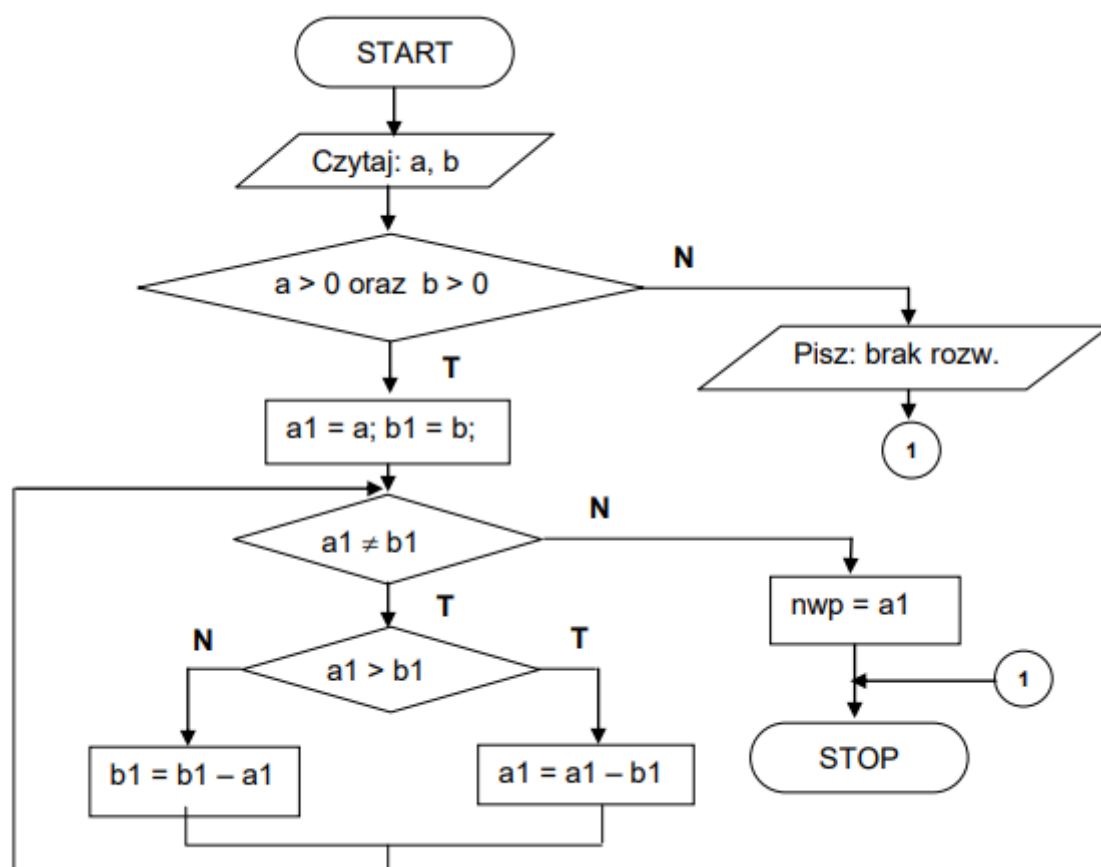 START
Czytaj: a, b
a > 0 oraz b > 0
N
Pisz: brak rozw.
T
a1 = a; b1 = b;
1
N
a1 ≠ b1
T
nwp = a1
N
T
a1 > b1
1
b1 = b1 – a1
a1 = a1 – b1
STOP